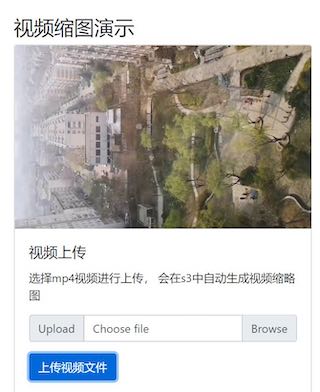 视频缩图演示
视频上传
选择mp4视频进行上传， 会在s3中自动生成视频缩略
图
Upload Choose file Browse
上传视频文件